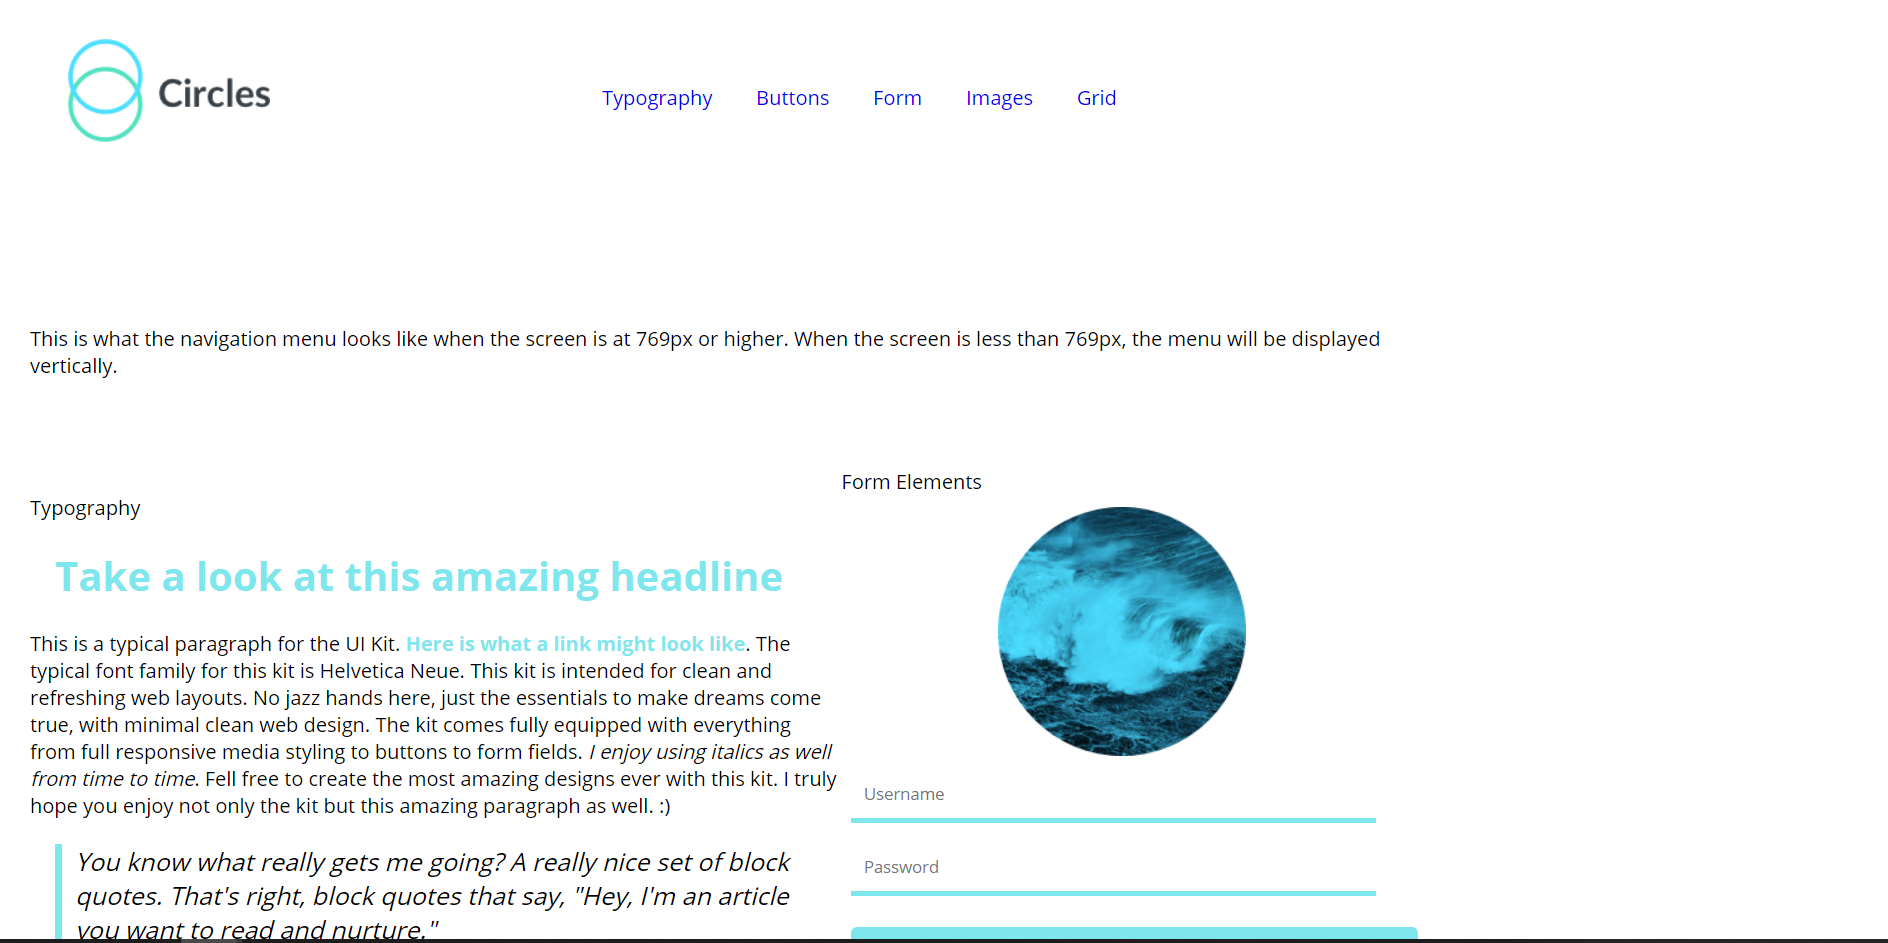 Circles
Typography Buttons Form Images Grid
This is what the navigation menu looks like when the screen is at 769px or higher. When the screen is less than 769px, the menu will be displayed
vertically.
Typography
Take a look at this amazing headline
This is a typical paragraph for the UI Kit. Here is what a link might look like. The
typical font family for this kit is Helvetica Neue. This kit is intended for clean and
refreshing web layouts. No jazz hands here, just the essentials to make dreams come
true, with minimal clean web design. The kit comes fully equipped with everything
from full responsive media styling to buttons to form fields. I enjoy using italics as well
from time to time. Fell free to create the most amazing designs ever with this kit. I truly
hope you enjoy not only the kit but this amazing paragraph as well. :)
You know what really gets me going? A really nice set of block
quotes. That's right, block quotes that say, "Hey, I'm an article
you want to read and nurture."
Form Elements
Username
Password